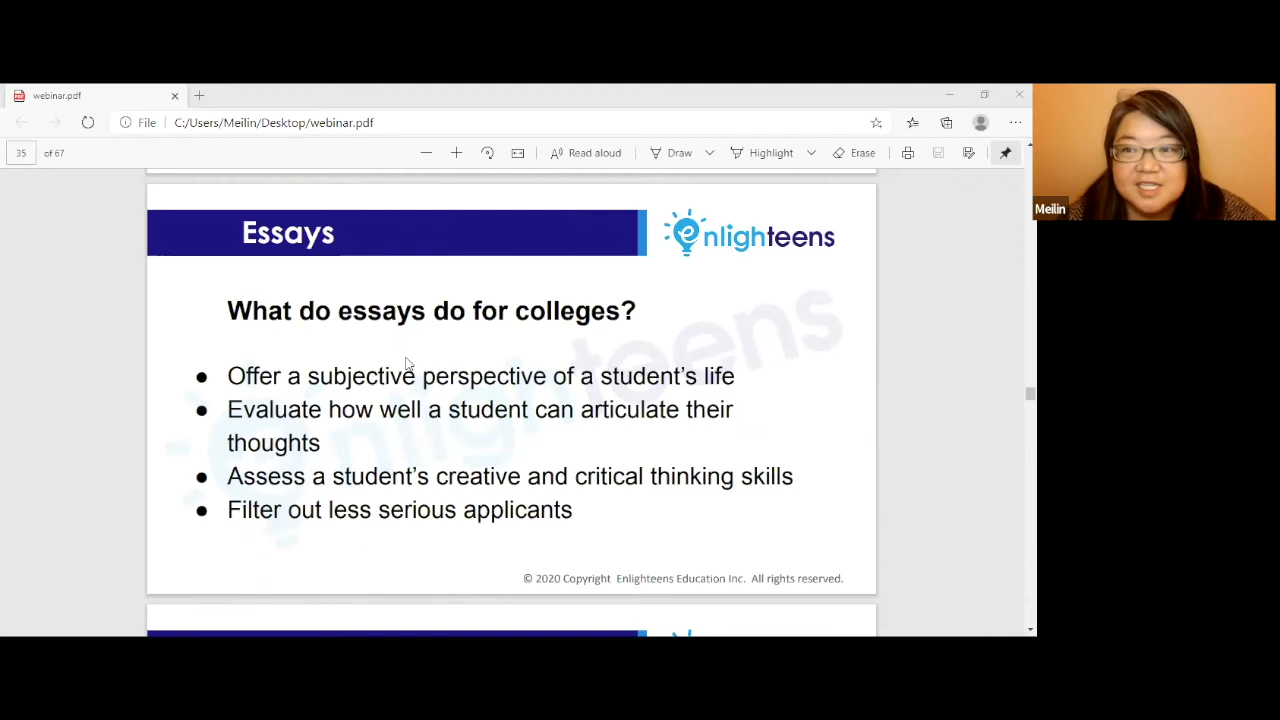 webinar.pdf
File
C:/Users/Meilin/Desktop/webinar.pdf
35 of 67
Read aloud
Draw
Highlight
Erase
Meilin
Essays
enlighteens
What do essays do for colleges?
enlighteens
● Offer a subjective perspective of a student's life
● Evaluate how well a student can articulate their
thoughts
● Assess a student's creative and critical thinking skills
● Filter out less serious applicants
© 2020 Copyright Enlighteens Education Inc. All rights reserved.